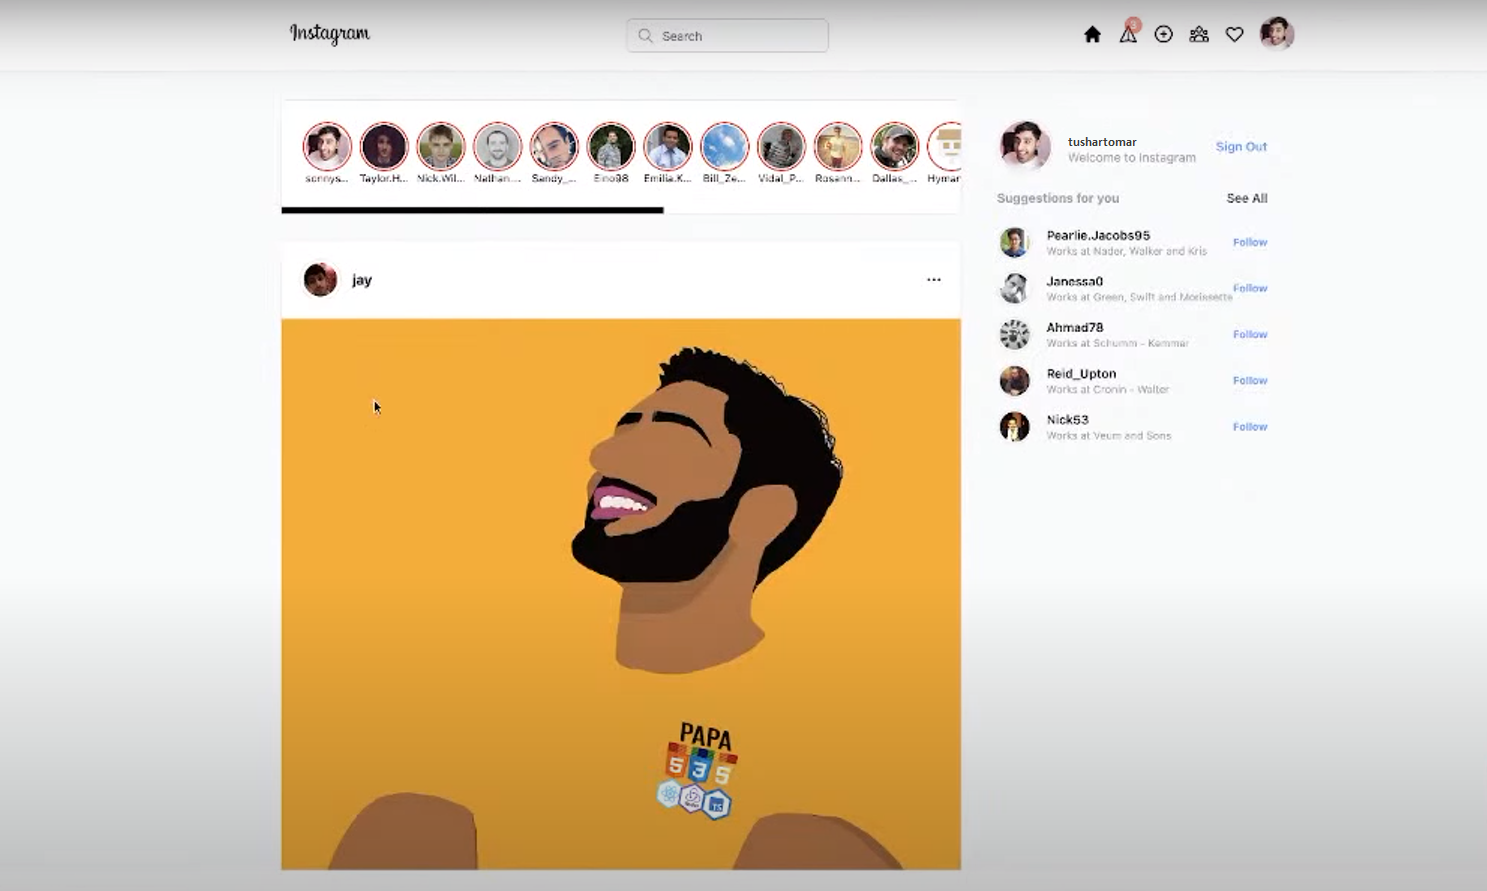 Instagram
Search
3
sonnys...
Taylor.H...
Nick.Wil...
Nathan....
Sandy_...
Eino98
Emilia.K...
Bill_Ze...
Vidal_P...
Rosann...
Dallas_...
Hyman
tushartomar
Welcome to Instagram
Sign Out
Suggestions for you
See All
Pearlie.Jacobs95
Works at Nader, Walker and Kris
Follow
Janessa0
Works at Green, Swift and Morissette
Follow
Ahmad78
Works at Schumm - Kemmer
Follow
Reid_Upton
Works at Cronin - Walter
Follow
Nick53
Works at Veum and Sons
Follow
jay
PAPA
5 3 5
TS